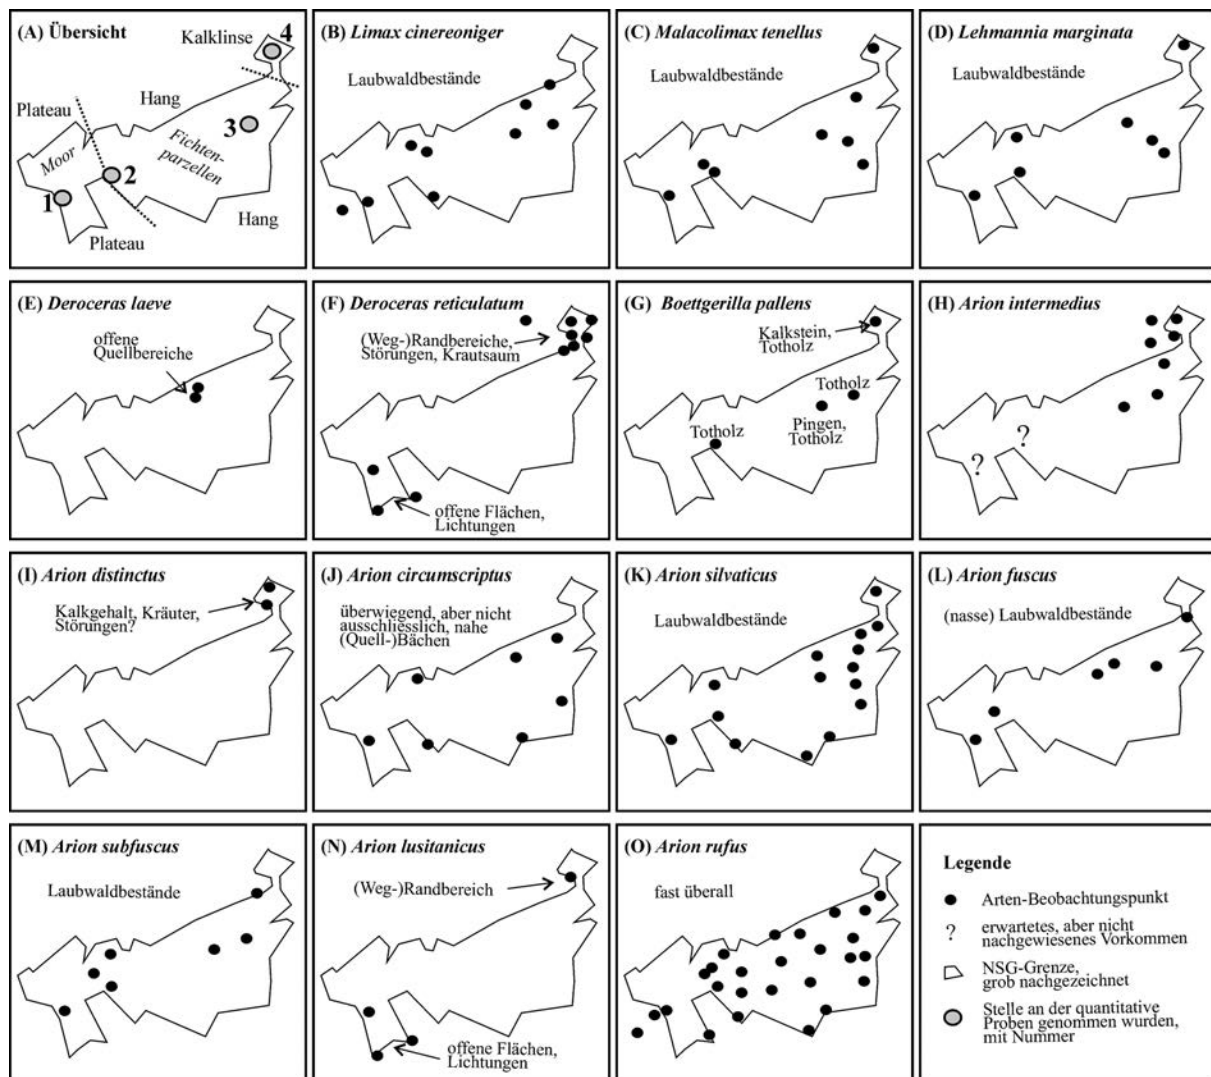 (A) Übersicht
4
Kalklinse
Hang
Plateau
3
Fichten-
parzellen
Moor
2
1
Hang
Plateau
(B) Limax cinereoniger
Laubwaldbestände
(C) Malacolimax tenellus
Laubwaldbestände
(D) Lehmannia marginata
Laubwaldbestände
(E) Deroceras laeve
offene
Quellbereiche
(F) Deroceras reticulatum
(Weg-)Randbereiche,
Störungen, Krautsaum
offene Flächen,
Lichtungen
(G) Boettgerilla pallens
Kalkstein,
Totholz
Totholz
Pingen,
Totholz
Totholz
(H) Arion intermedius
?
?
(I) Arion distinctus
Kalkgehalt, Kräuter,
Störungen?
(J) Arion circumscriptus
überwiegend, aber nicht
ausschliesslich, nahe
(Quell-)Bächen
(K) Arion silvaticus
Laubwaldbestände
(L) Arion fuscus
(nasse) Laubwaldbestände
(M) Arion subfuscus
Laubwaldbestände
(N) Arion lusitanicus
(Weg-)Randbereich
offene Flächen,
Lichtungen
(O) Arion rufus
fast überall
Legende
Arten-Beobachtungspunkt
? erwartetes, aber nicht
nachgewiesenes Vorkommen
NSG-Grenze,
grob nachgezeichnet
Stelle an der quantitative
Proben genommen wurden,
mit Nummer